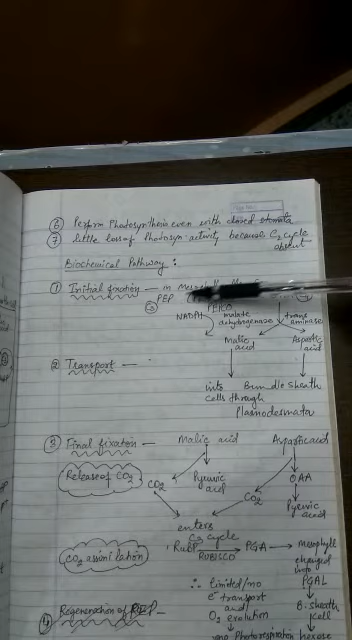 ⑥ Perform Photosynthesis even with closed stomata
⑦ little loss of Photosyn. activity because C2 cycle
absent
Biochemical Pathway :
① Initial fixation — in
PEP
PEPCO
NADPH malate dehydrogenase trans aminase
Malic acid Aspartic acid
② Transport —
into Bundle sheath
cells through
Plasmodesmata
③ Final fixation — Malic acid Aspartic acid
Release of CO2 CO2 Pyruvic acid OAA
CO2 Pyruvic acid
enters
C3 cycle
CO2 assimilation RuBP → PGA → mesophyll
RUBISCO changed
into
∴ limited/no PGAL
e- transport
and B. sheath
④ Regeneration of PEP— O2 evolution cell
Photorespiration hexose